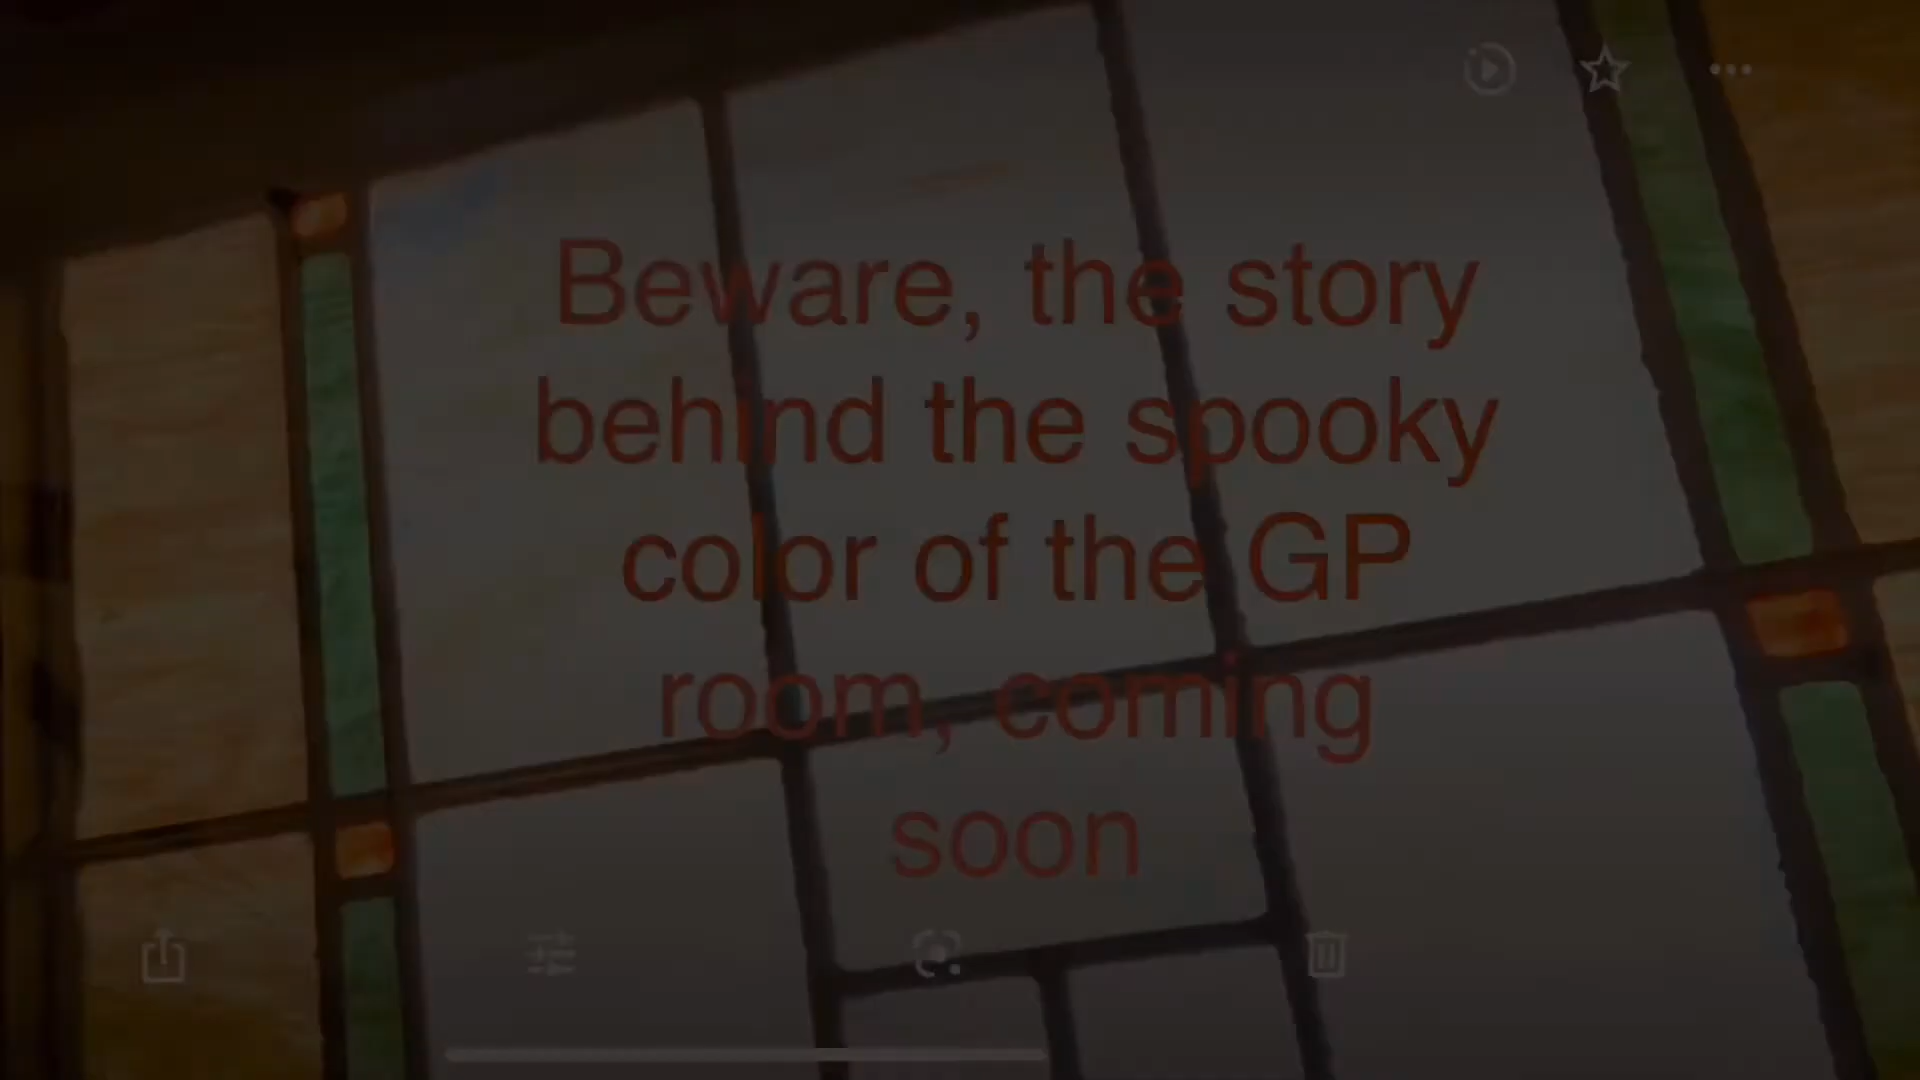 Beware, the story
behind the spooky
color of the GP
room, coming
soon